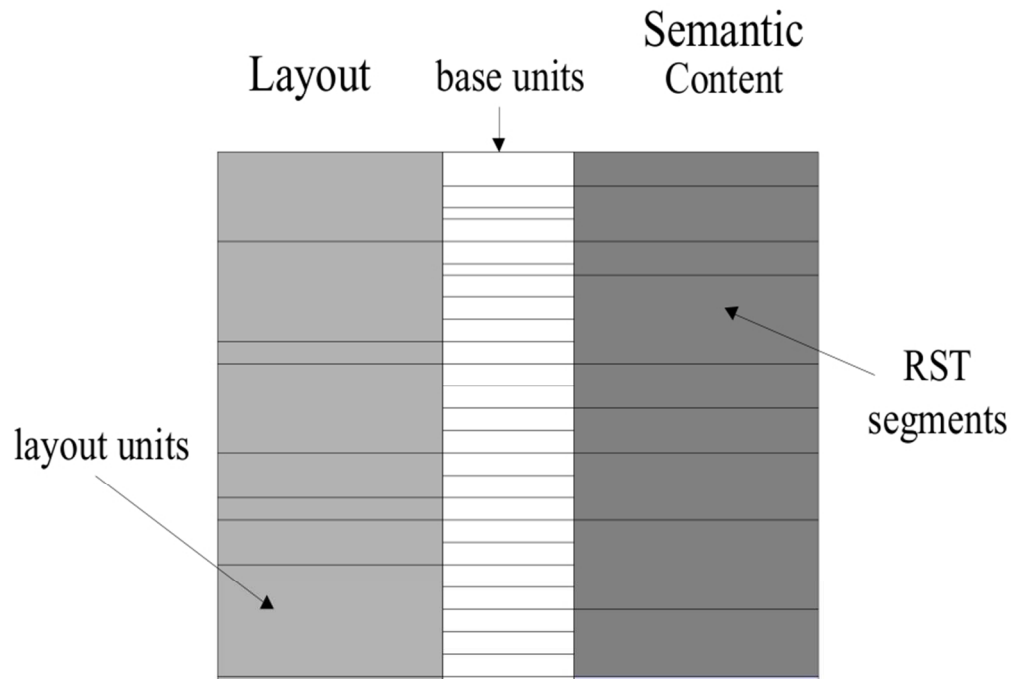 Semantic
Layout
base units
Content
RST
segments
layout units